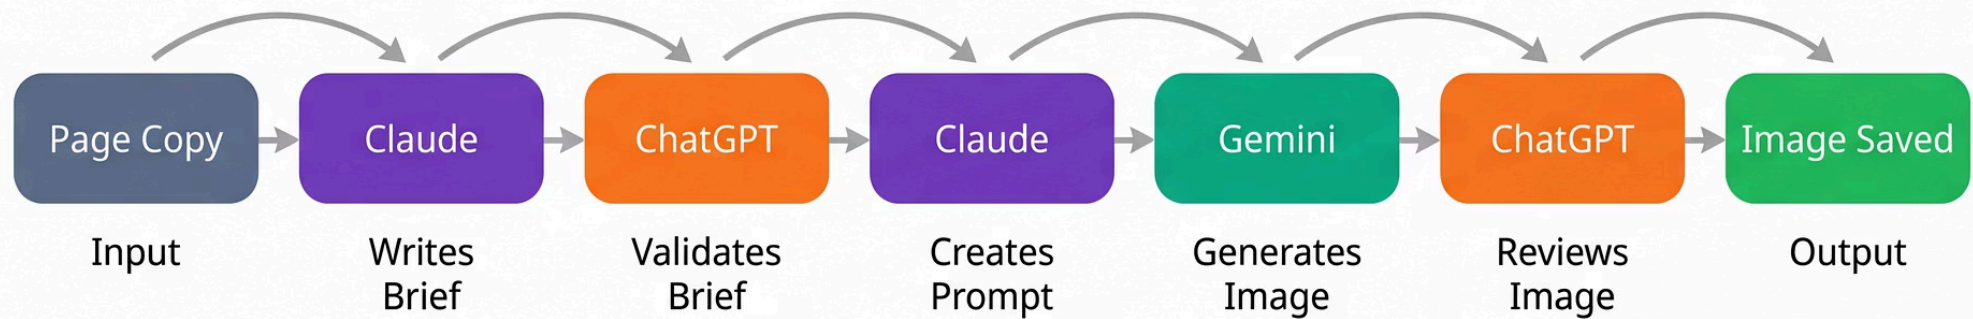 Page Copy
Claude
ChatGPT
Claude
Gemini
ChatGPT
Image Saved
Input
Writes
Brief
Validates
Brief
Creates
Prompt
Generates
Image
Reviews
Image
Output